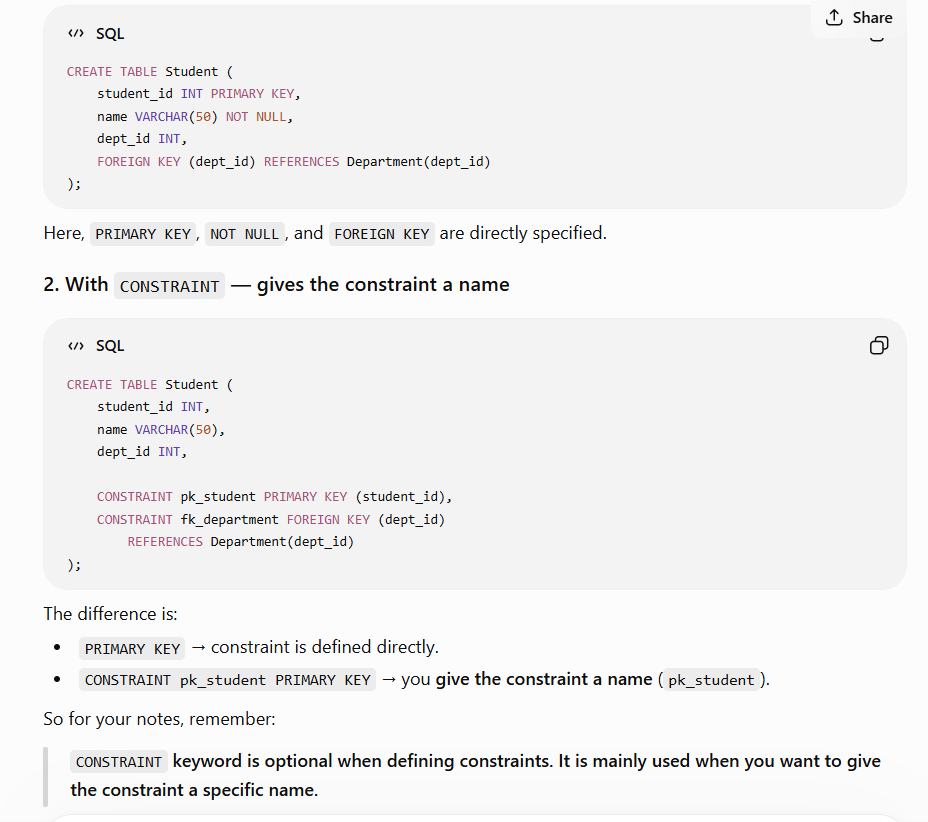 Share
SQL
CREATE TABLE Student (
    student_id INT PRIMARY KEY,
    name VARCHAR(50) NOT NULL,
    dept_id INT,
    FOREIGN KEY (dept_id) REFERENCES Department(dept_id)
);
Here, PRIMARY KEY, NOT NULL, and FOREIGN KEY are directly specified.
2. With CONSTRAINT — gives the constraint a name
SQL
CREATE TABLE Student (
    student_id INT,
    name VARCHAR(50),
    dept_id INT,
    CONSTRAINT pk_student PRIMARY KEY (student_id),
    CONSTRAINT fk_department FOREIGN KEY (dept_id)
        REFERENCES Department(dept_id)
);
The difference is:
• PRIMARY KEY → constraint is defined directly.
• CONSTRAINT pk_student PRIMARY KEY → you give the constraint a name (pk_student).
So for your notes, remember:
CONSTRAINT keyword is optional when defining constraints. It is mainly used when you want to give
the constraint a specific name.